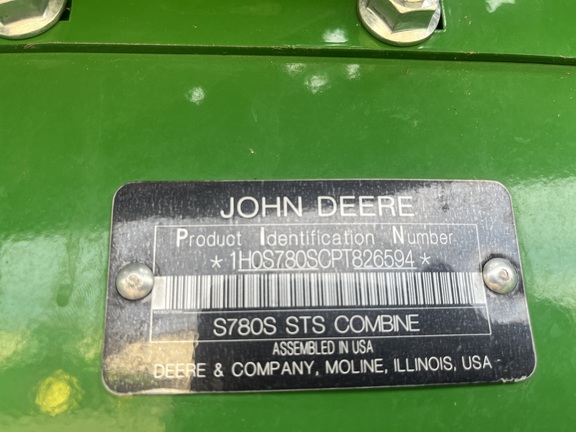 JOHN DEERE
Product Identification Number
*1H0S780SCPT826594*
S780S STS COMBINE
ASSEMBLED IN USA
DEERE & COMPANY, MOLINE, ILLINOIS, USA